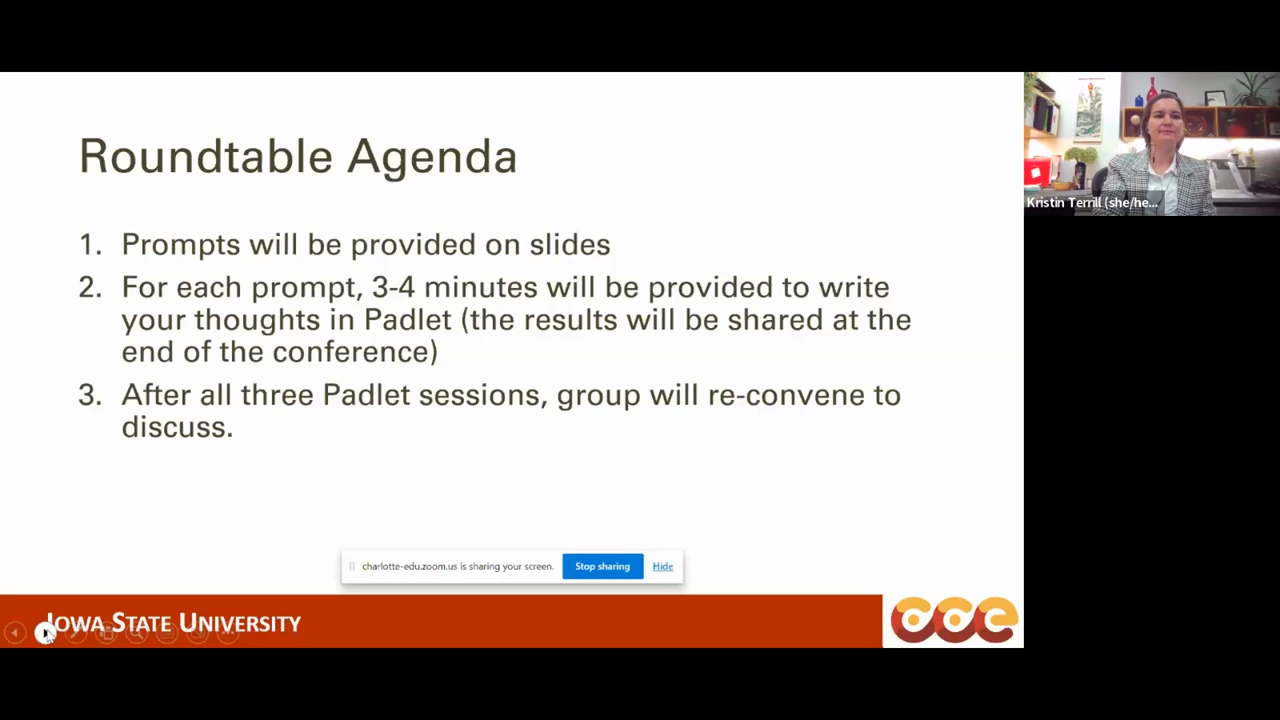 Roundtable Agenda
1. Prompts will be provided on slides
2. For each prompt, 3-4 minutes will be provided to write
your thoughts in Padlet (the results will be shared at the
end of the conference)
3. After all three Padlet sessions, group will re-convene to
discuss.
charlotte-edu.zoom.us is sharing your screen. Stop sharing Hide
IOWA STATE UNIVERSITY
cce
Kristin Terrill (she/he...